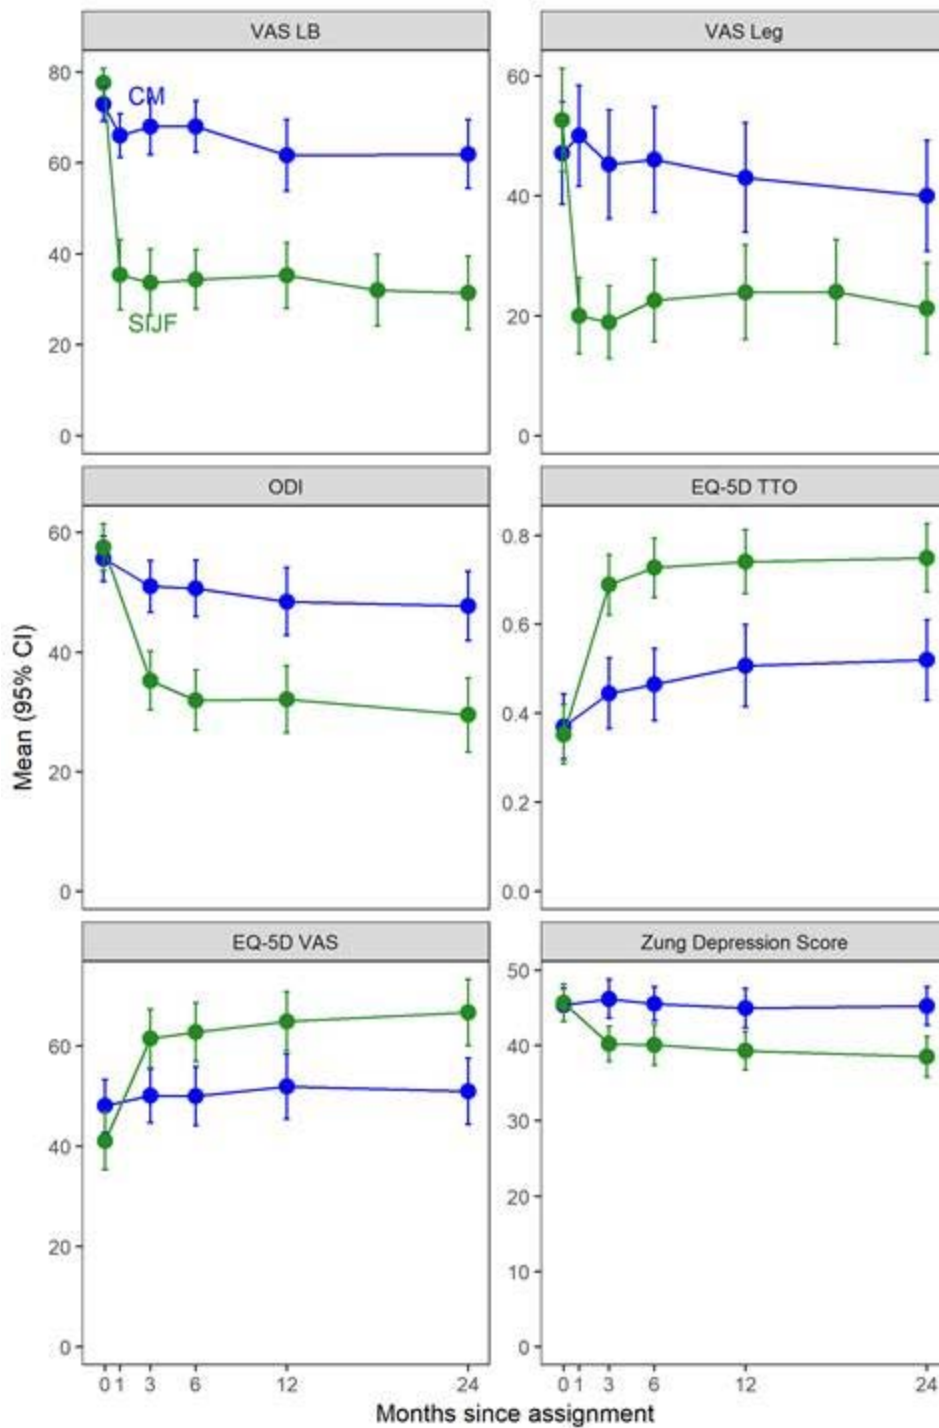 VAS LB
VAS Leg
80
60
40
20
0
CM
SIJF
60
40
20
0
ODI
EQ-5D TTO
Mean (95% CI)
60
40
20
0
0.8
0.6
0.4
0.2
0.0
EQ-5D VAS
Zung Depression Score
60
40
20
0
50
40
30
20
10
0
0 1 3 6 12 24
0 1 3 6 12 24
Months since assignment